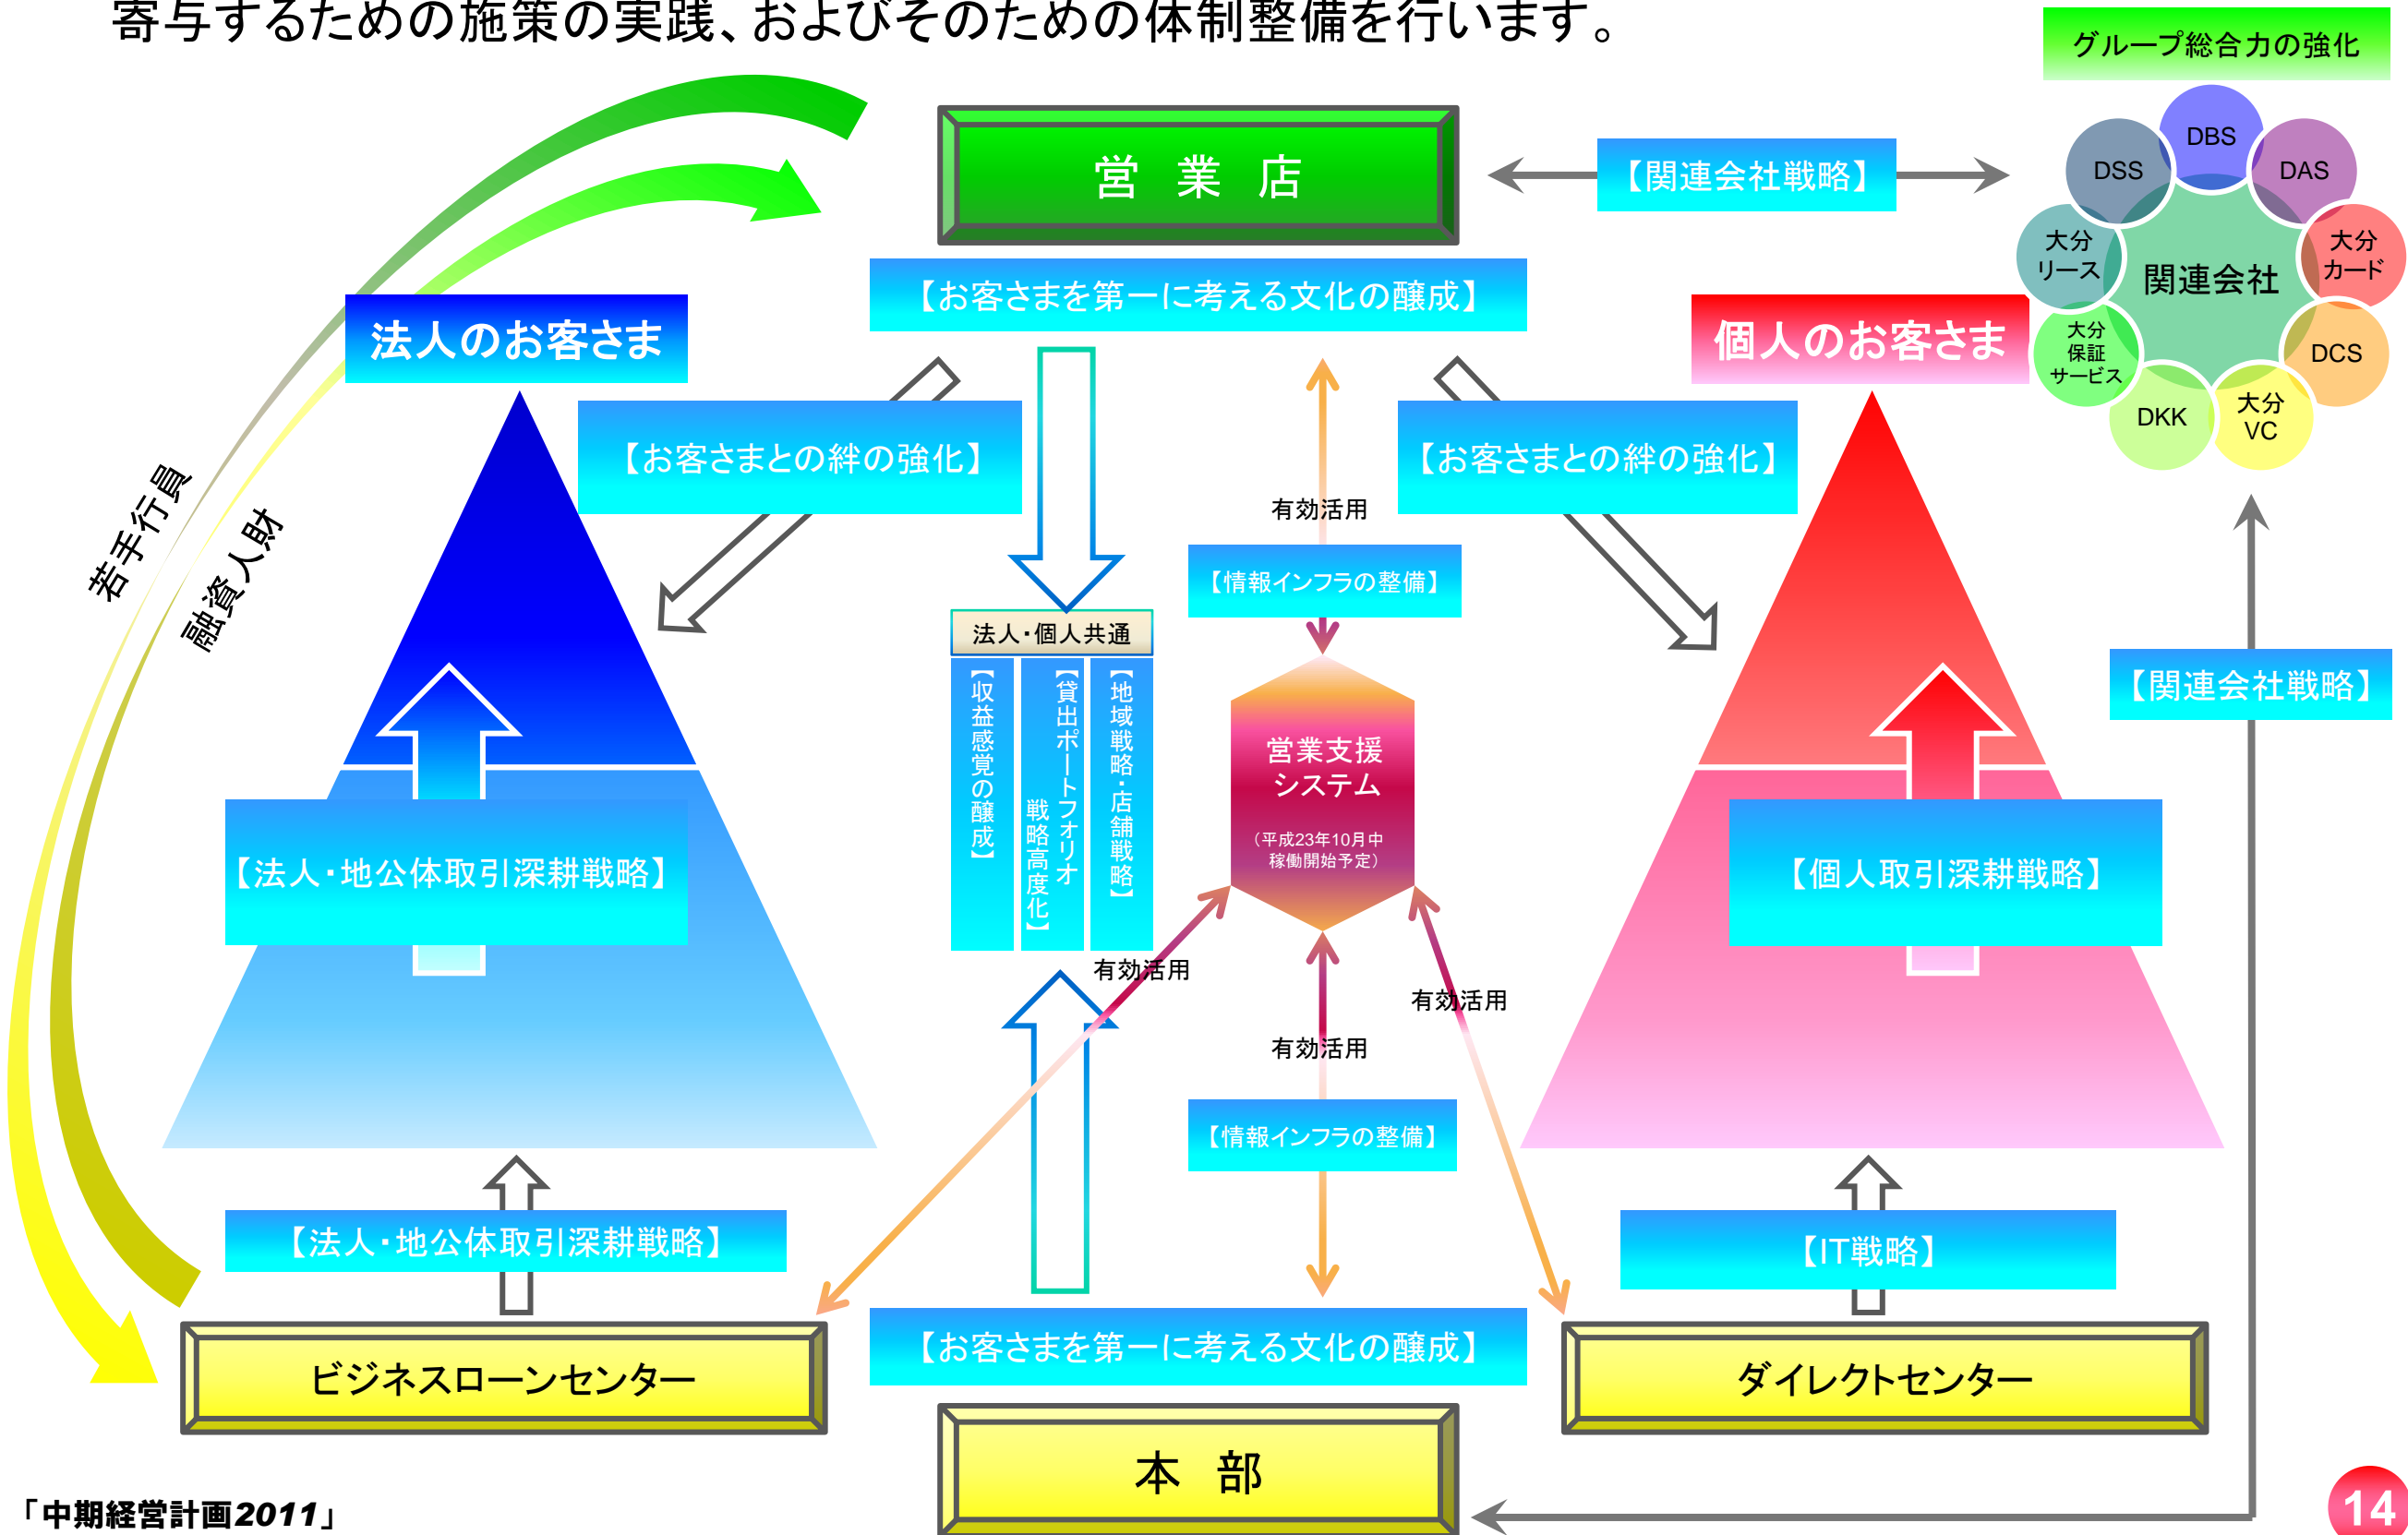 寄与するための施策の実践、およびそのための体制整備を行います。
グループ総合力の強化
営　業　店
【関連会社戦略】
DBS
DSS
DAS
大分
リース
大分
カード
関連会社
大分
保証
サービス
DCS
DKK
大分
VC
【お客さまを第一に考える文化の醸成】
法人のお客さま
個人のお客さま
【お客さまとの絆の強化】
【お客さまとの絆の強化】
若手行員
融資人財
有効活用
【情報インフラの整備】
法人・個人共通
【収益感覚の醸成】
【貸出ポートフォリオ
戦略高度化】
【地域戦略・店舗戦略】
営業支援
システム
（平成23年10月中
稼働開始予定）
【関連会社戦略】
【法人・地公体取引深耕戦略】
【個人取引深耕戦略】
有効活用
有効活用
有効活用
【情報インフラの整備】
【法人・地公体取引深耕戦略】
【IT戦略】
【お客さまを第一に考える文化の醸成】
ビジネスローンセンター
ダイレクトセンター
本　部
「中期経営計画2011」
14